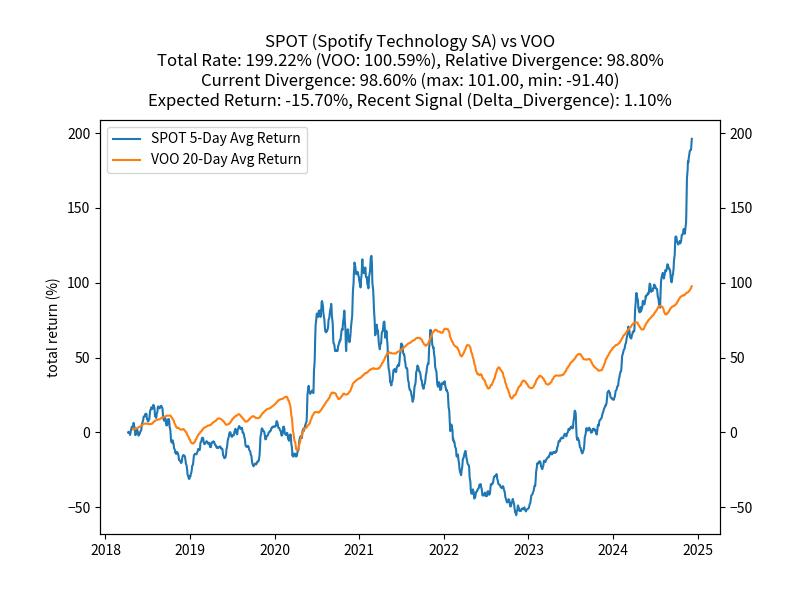 SPOT (Spotify Technology SA) vs VOO
Total Rate: 199.22% (VOO: 100.59%), Relative Divergence: 98.80%
Current Divergence: 98.60% (max: 101.00, min: -91.40)
Expected Return: -15.70%, Recent Signal (Delta_Divergence): 1.10%
SPOT 5-Day Avg Return
VOO 20-Day Avg Return
total return (%)
200
150
100
50
0
−50
200
150
100
50
0
−50
2018 2019 2020 2021 2022 2023 2024 2025